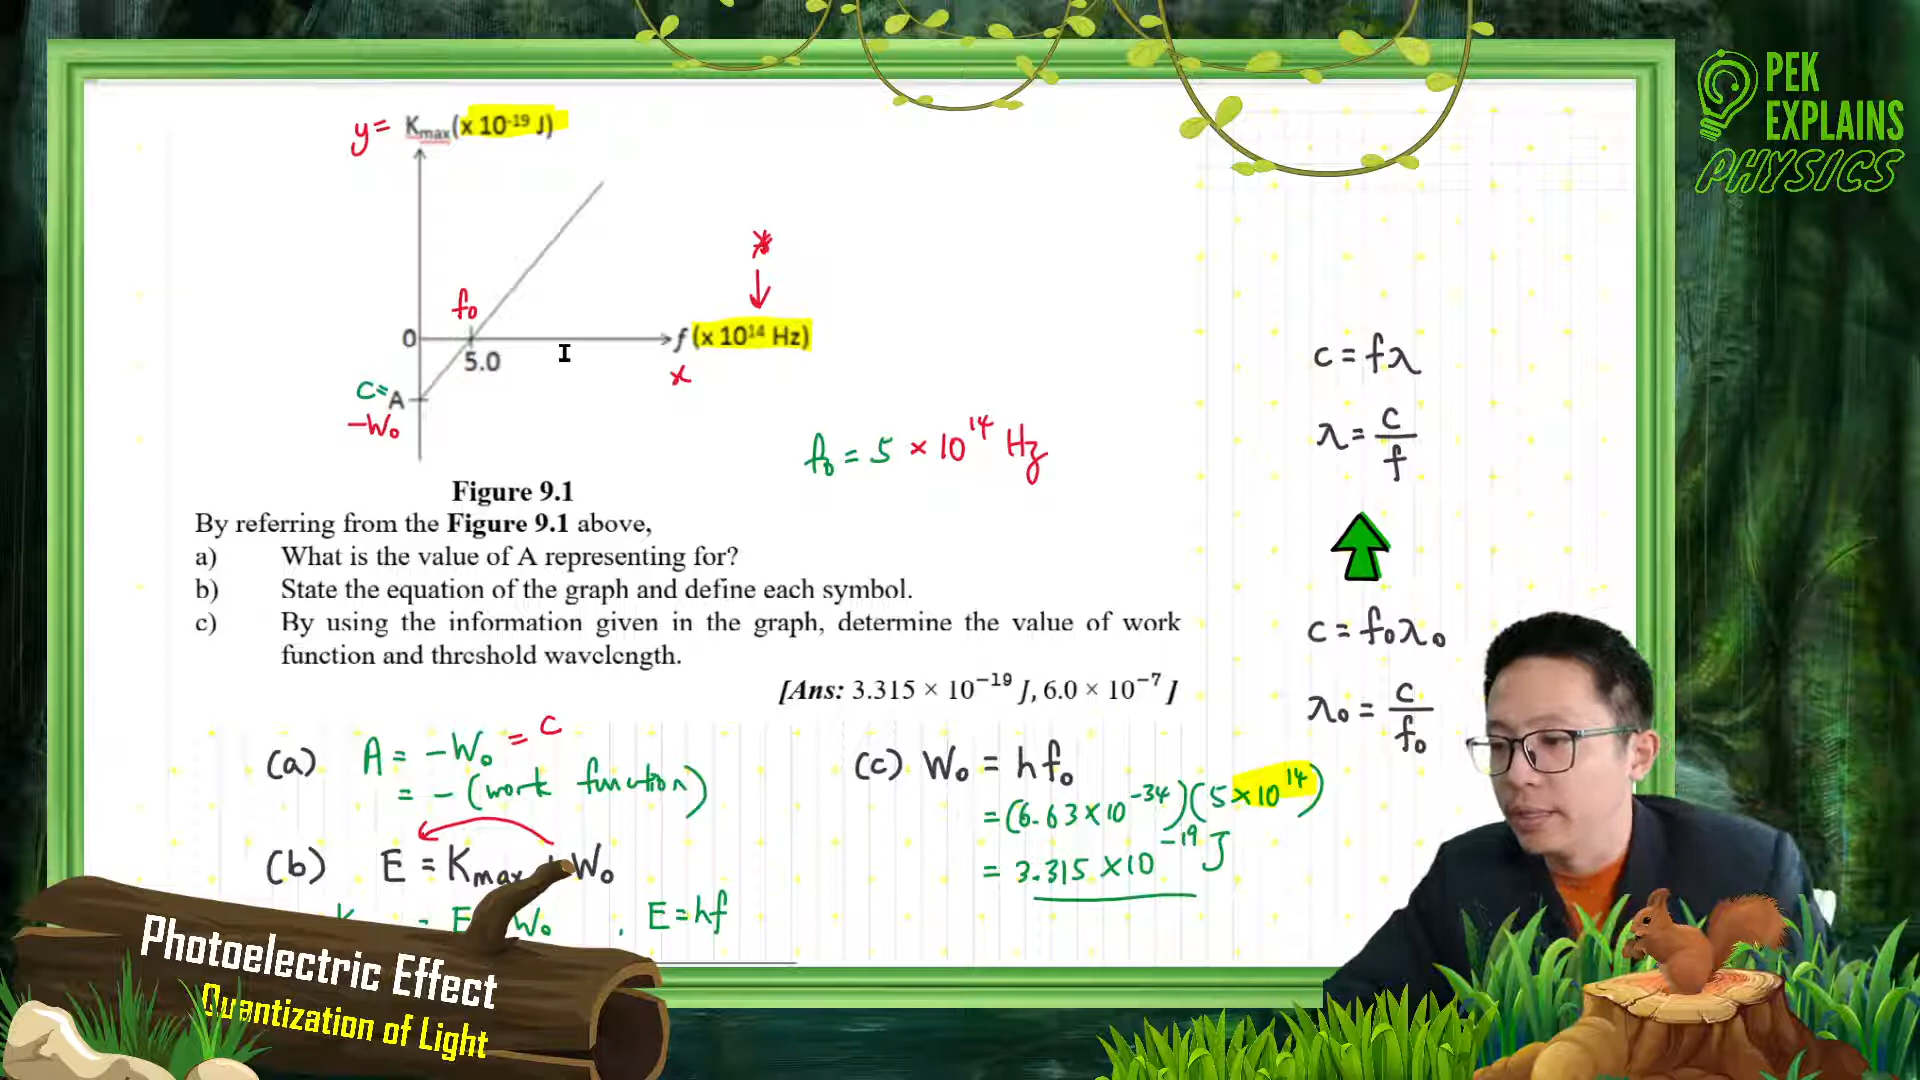 PEK
EXPLAINS
PHYSICS
y = Kmax (x 10⁻¹⁹ J)
f₀
0
5.0
f (x 10¹⁴ Hz)
x
c = A
-W₀
f₀ = 5 × 10¹⁴ Hz
Figure 9.1
By referring from the Figure 9.1 above,
a) What is the value of A representing for?
b) State the equation of the graph and define each symbol.
c) By using the information given in the graph, determine the value of work
function and threshold wavelength.
[Ans: 3.315 × 10⁻¹⁹ J, 6.0 × 10⁻⁷ ]
(a) A = -W₀ = c
= - (work function)
(b) E = Kmax + W₀
= E W₀ , E = hf
(c) W₀ = hf₀
= (6.63 × 10⁻³⁴)(5 × 10¹⁴)
= 3.315 × 10⁻¹⁹ J
c = fλ
λ = c/f
c = f₀λ₀
λ₀ = c/f₀
Photoelectric Effect
Quantization of Light